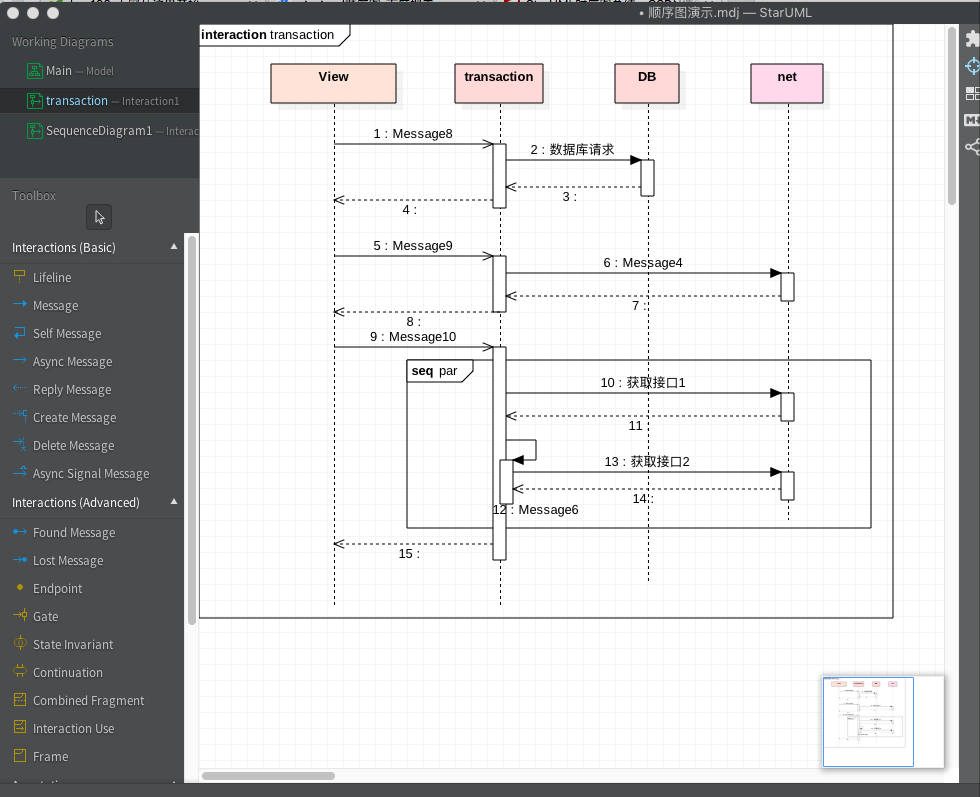 • 顺序图演示.mdj — StarUML
Working Diagrams
Main — Model
transaction — Interaction1
SequenceDiagram1 — Interac
Toolbox
Interactions (Basic)
Lifeline
Message
Self Message
Async Message
Reply Message
Create Message
Delete Message
Async Signal Message
Interactions (Advanced)
Found Message
Lost Message
Endpoint
Gate
State Invariant
Continuation
Combined Fragment
Interaction Use
Frame
interaction transaction
View
transaction
DB
net
1 : Message8
2 : 数据库请求
3 :
4 :
5 : Message9
6 : Message4
7 :
8 :
9 : Message10
seq par
10 : 获取接口1
11
13 : 获取接口2
14 :
12 : Message6
15 :